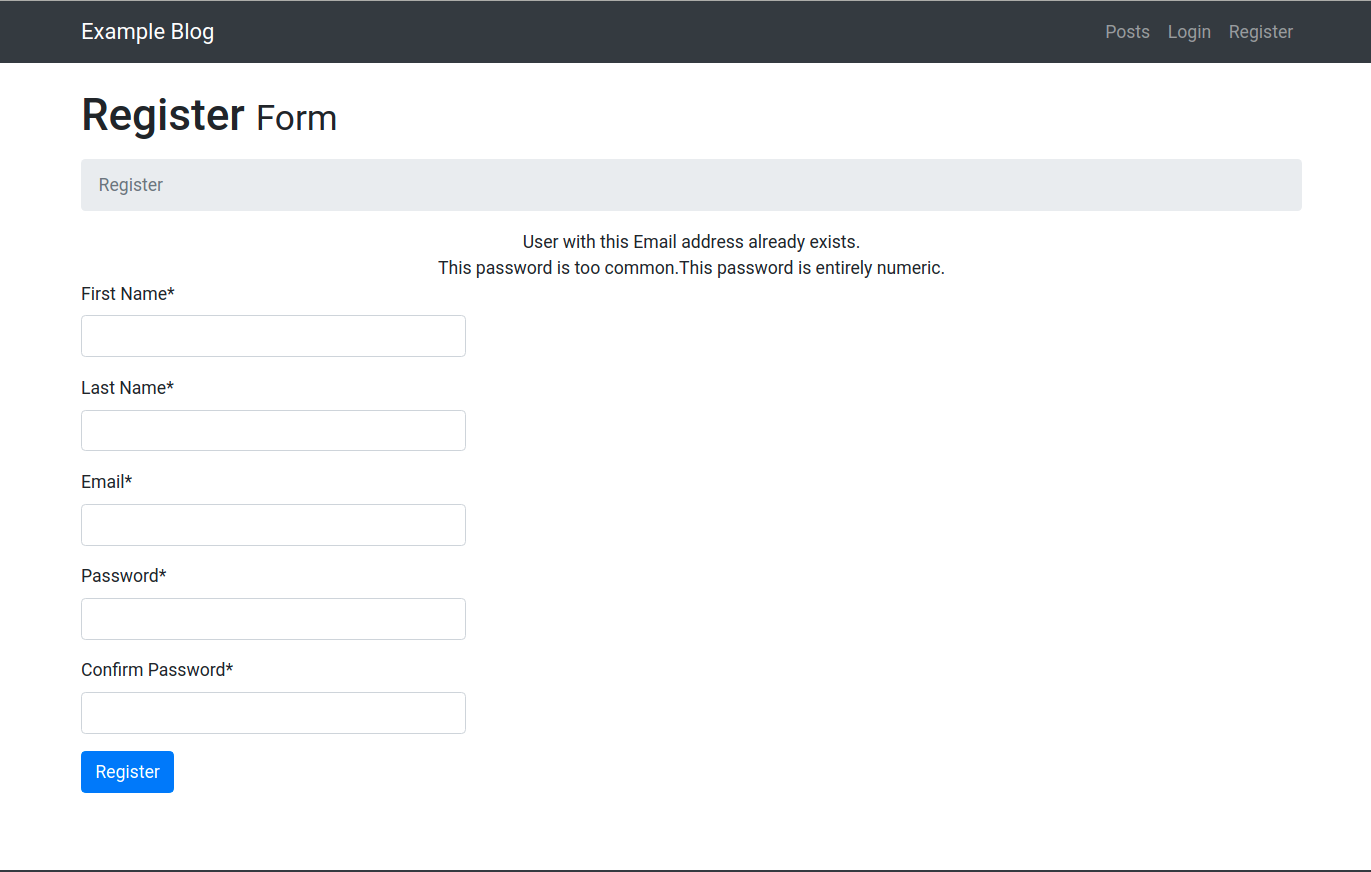 Example Blog Posts Login Register
Register Form
Register
User with this Email address already exists.
This password is too common.This password is entirely numeric.
First Name*
Last Name*
Email*
Password*
Confirm Password*
Register